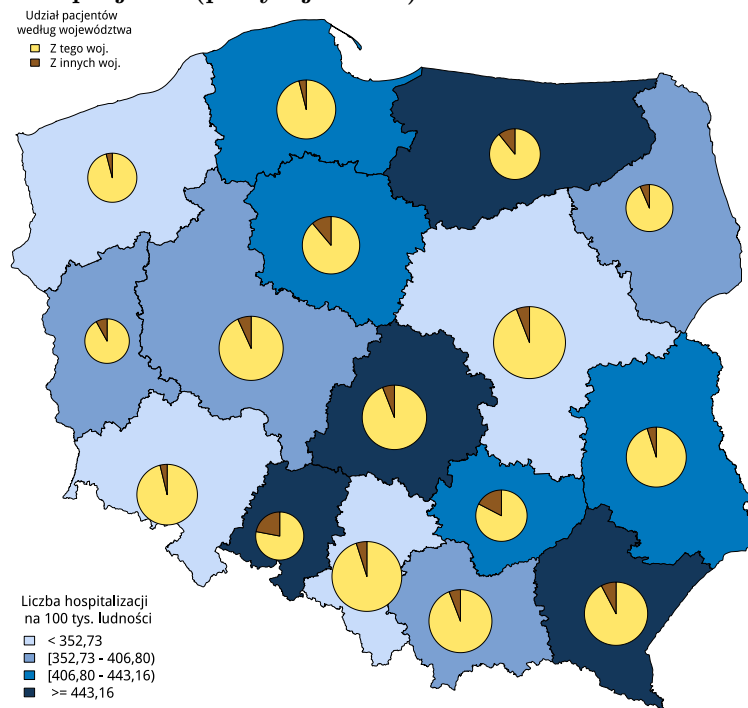 Udział pacjentów
według województwa
Z tego woj.
Z innych woj.
Liczba hospitalizacji
na 100 tys. ludności
< 352,73
[352,73 - 406,80)
[406,80 - 443,16)
>= 443,16